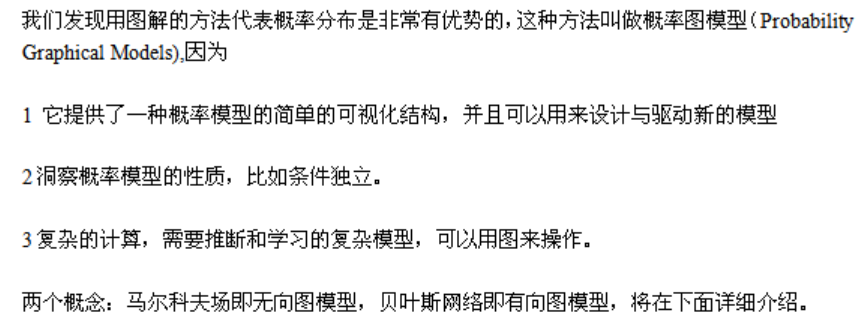 我们发现用图解的方法代表概率分布是非常有优势的，这种方法叫做概率图模型（Probability
Graphical Models),因为
1 它提供了一种概率模型的简单的可视化结构，并且可以用来设计与驱动新的模型
2洞察概率模型的性质，比如条件独立。
3复杂的计算，需要推断和学习的复杂模型，可以用图来操作。
两个概念：马尔科夫场即无向图模型，贝叶斯网络即有向图模型，将在下面详细介绍。